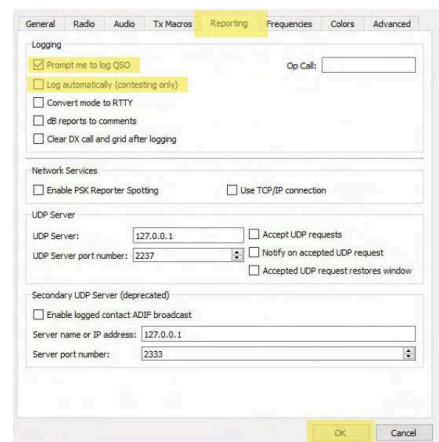 General Radio Audio Tx Macros Reporting Frequencies Colors Advanced
Logging
Prompt me to log QSO Op Call:
Log automatically (contesting only)
Convert mode to RTTY
dB reports to comments
Clear DX call and grid after logging
Network Services
Enable PSK Reporter Spotting Use TCP/IP connection
UDP Server
UDP Server: 127.0.0.1 Accept UDP requests
UDP Server port number: 2237 Notify on accepted UDP request
Accepted UDP request restores window
Secondary UDP Server (deprecated)
Enable logged contact ADIF broadcast
Server name or IP address: 127.0.0.1
Server port number: 2333
OK Cancel